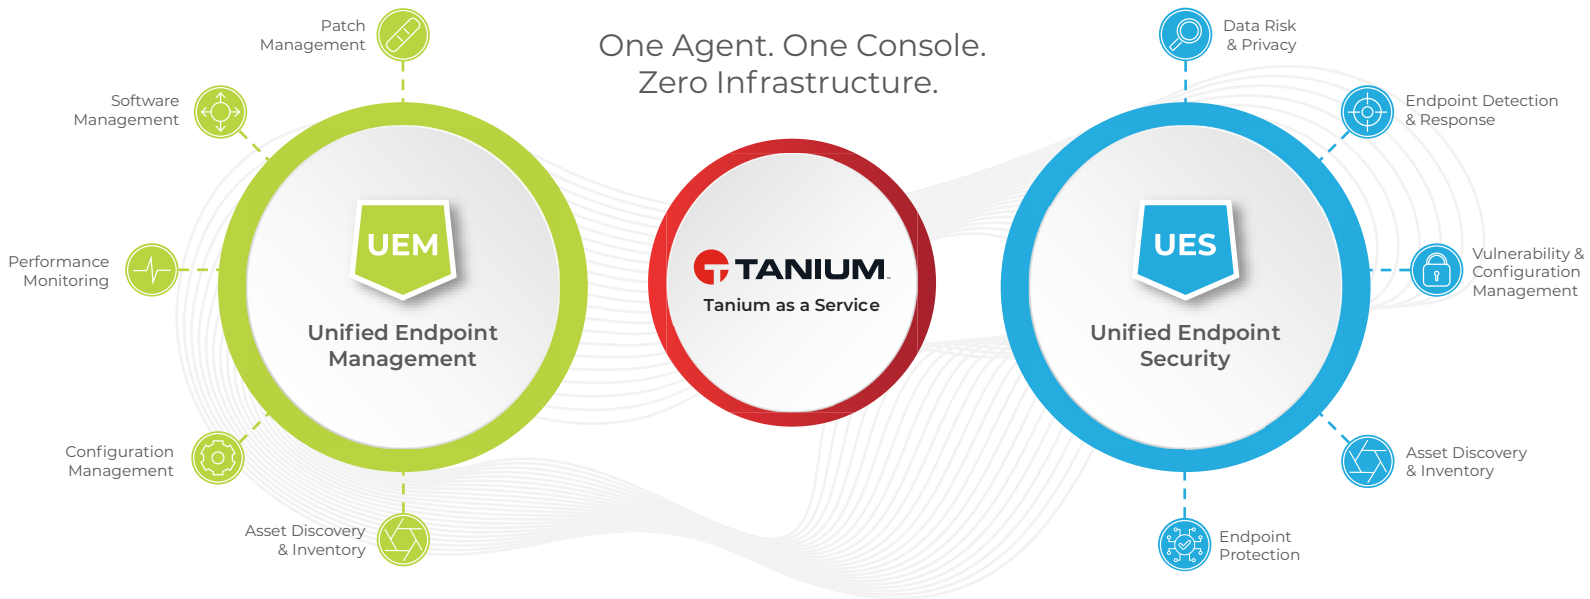 One Agent. One Console.
Zero Infrastructure.
Patch
Management
Software
Management
Performance
Monitoring
Configuration
Management
Asset Discovery
& Inventory
UEM
Unified Endpoint
Management
TANIUM
Tanium as a Service
UES
Unified Endpoint
Security
Data Risk
& Privacy
Endpoint Detection
& Response
Vulnerability &
Configuration
Management
Asset Discovery
& Inventory
Endpoint
Protection